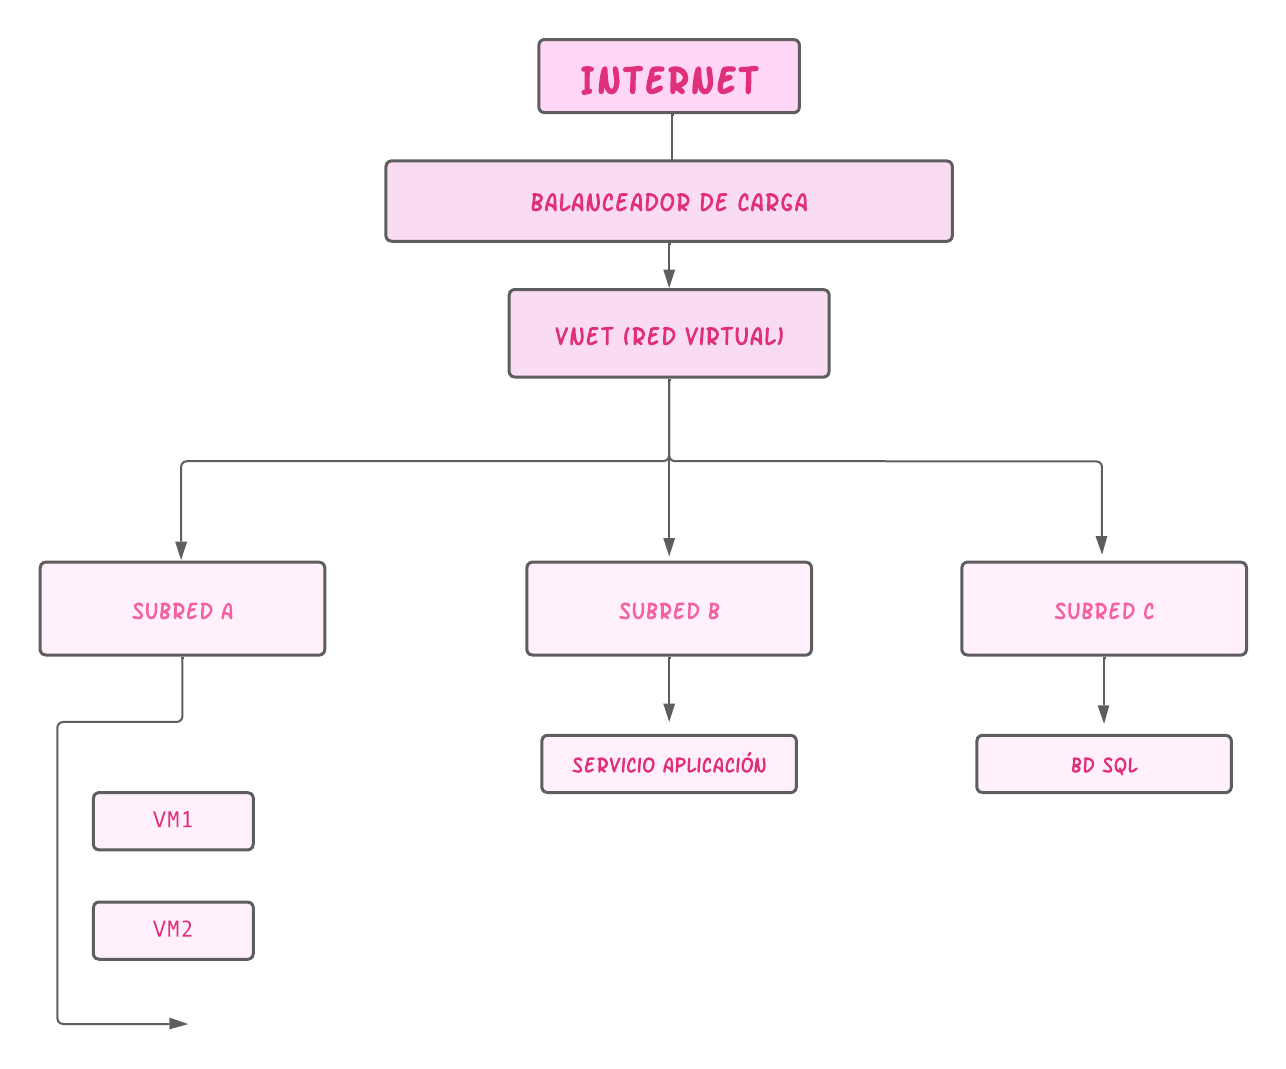 INTERNET
BALANCEADOR DE CARGA
VNET (RED VIRTUAL)
SUBRED A
SUBRED B
SUBRED C
SERVICIO APLICACIÓN
BD SQL
VM1
VM2